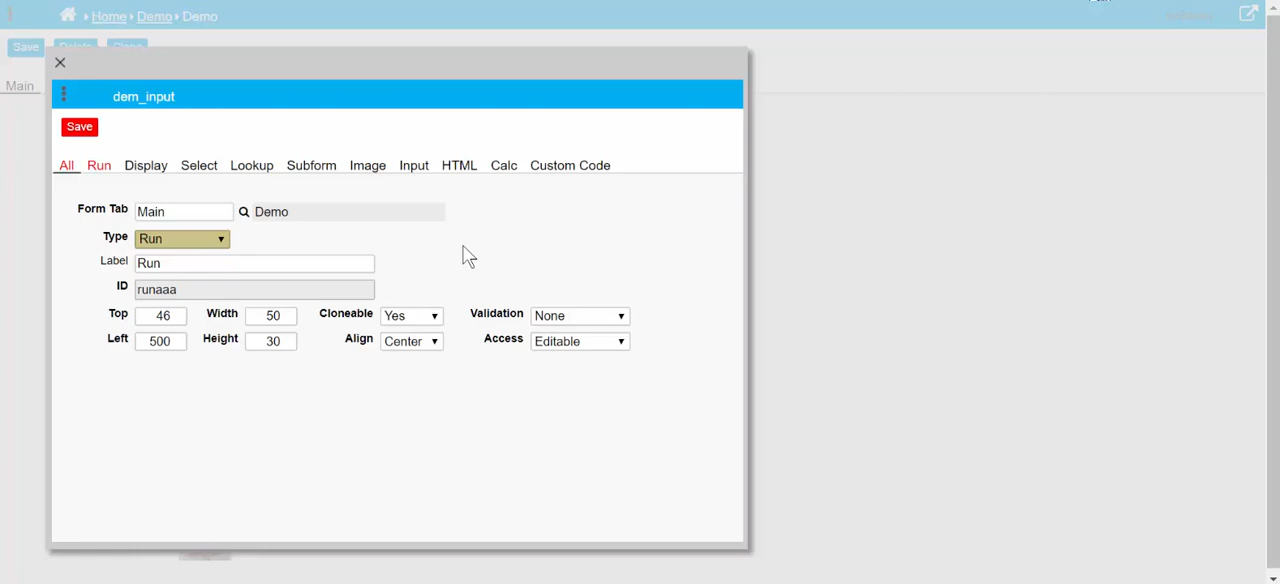 Home Demo Demo
Save Delete Clone
Main
dem_input
Save
All Run Display Select Lookup Subform Image Input HTML Calc Custom Code
Form Tab Main Demo
Type Run
Label Run
ID runaaa
Top 46 Width 50 Cloneable Yes Validation None
Left 500 Height 30 Align Center Access Editable